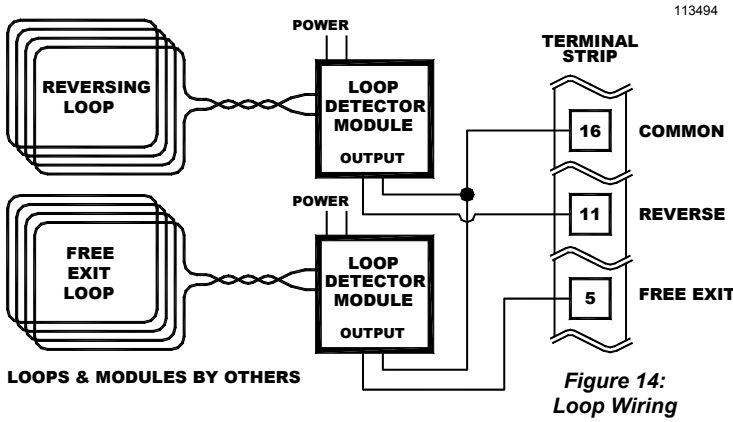 113494
POWER
TERMINAL
STRIP
REVERSING
LOOP
LOOP
DETECTOR
MODULE
OUTPUT
16
COMMON
POWER
11
REVERSE
FREE
EXIT
LOOP
LOOP
DETECTOR
MODULE
OUTPUT
5
FREE EXIT
LOOPS & MODULES BY OTHERS
Figure 14:
Loop Wiring